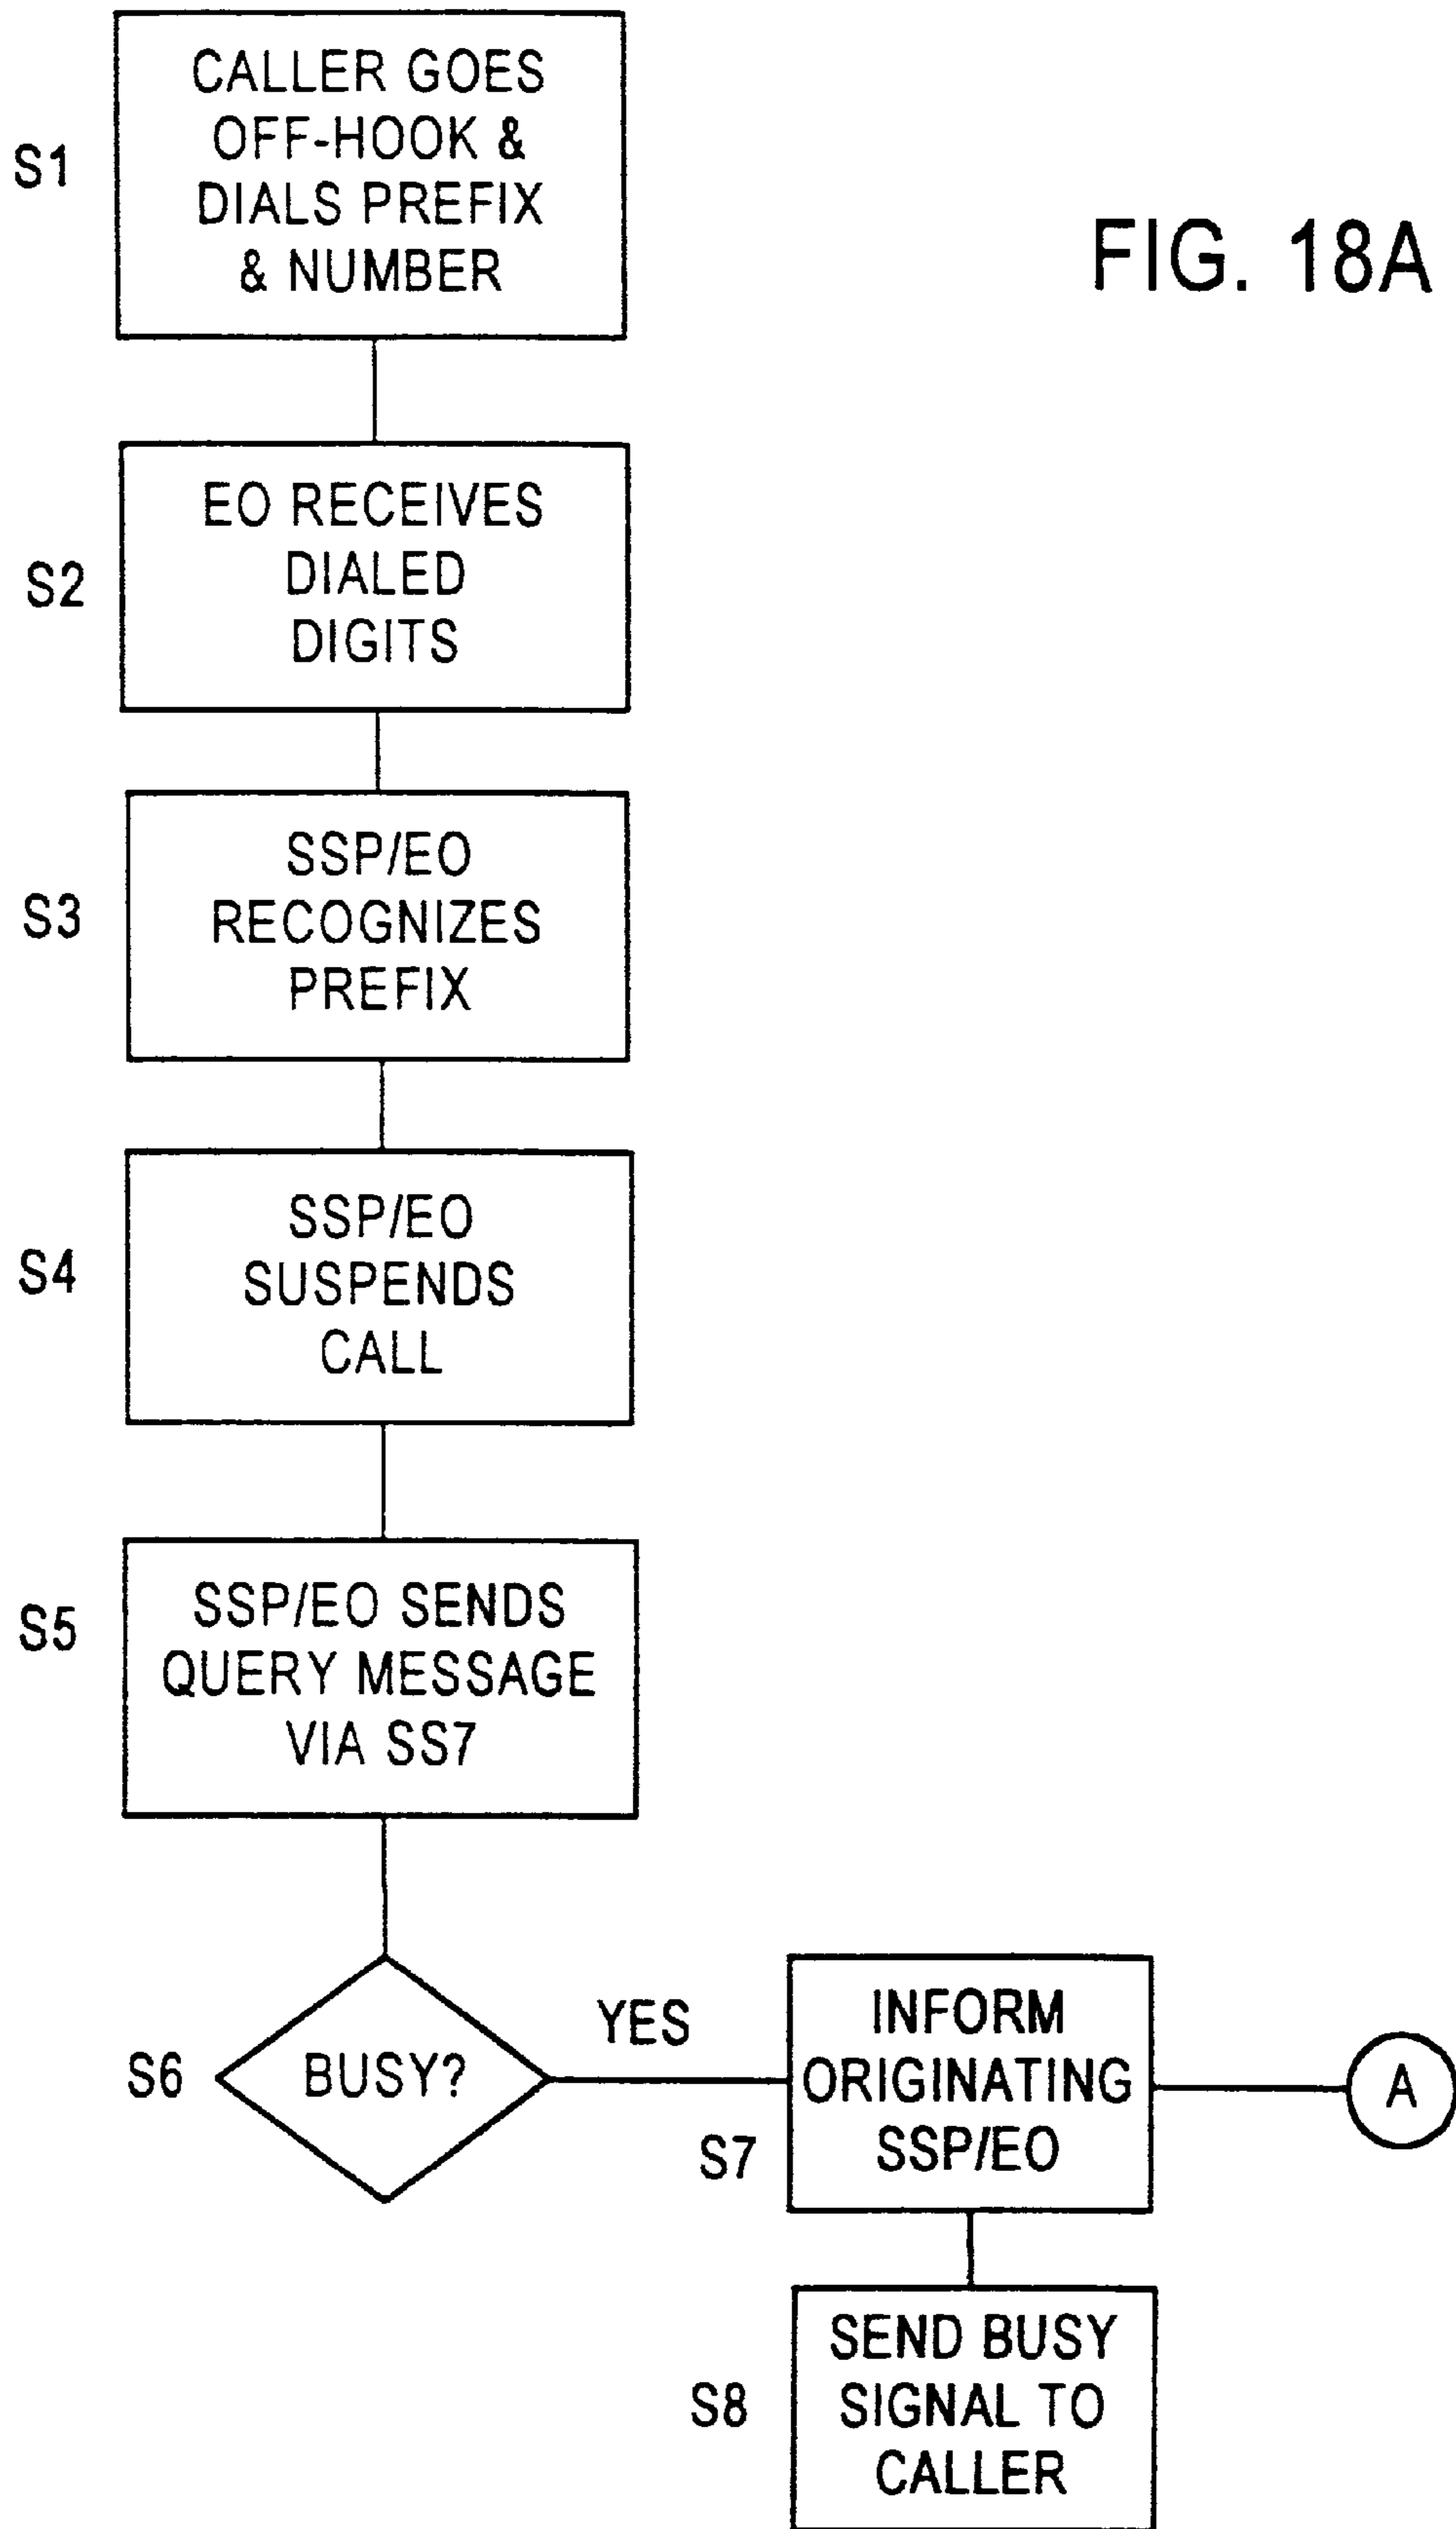 FIG. 18A
S1
CALLER GOES
OFF-HOOK &
DIALS PREFIX
& NUMBER
S2
EO RECEIVES
DIALED
DIGITS
S3
SSP/EO
RECOGNIZES
PREFIX
S4
SSP/EO
SUSPENDS
CALL
S5
SSP/EO SENDS
QUERY MESSAGE
VIA SS7
S6
BUSY?
YES
S7
INFORM
ORIGINATING
SSP/EO
A
S8
SEND BUSY
SIGNAL TO
CALLER